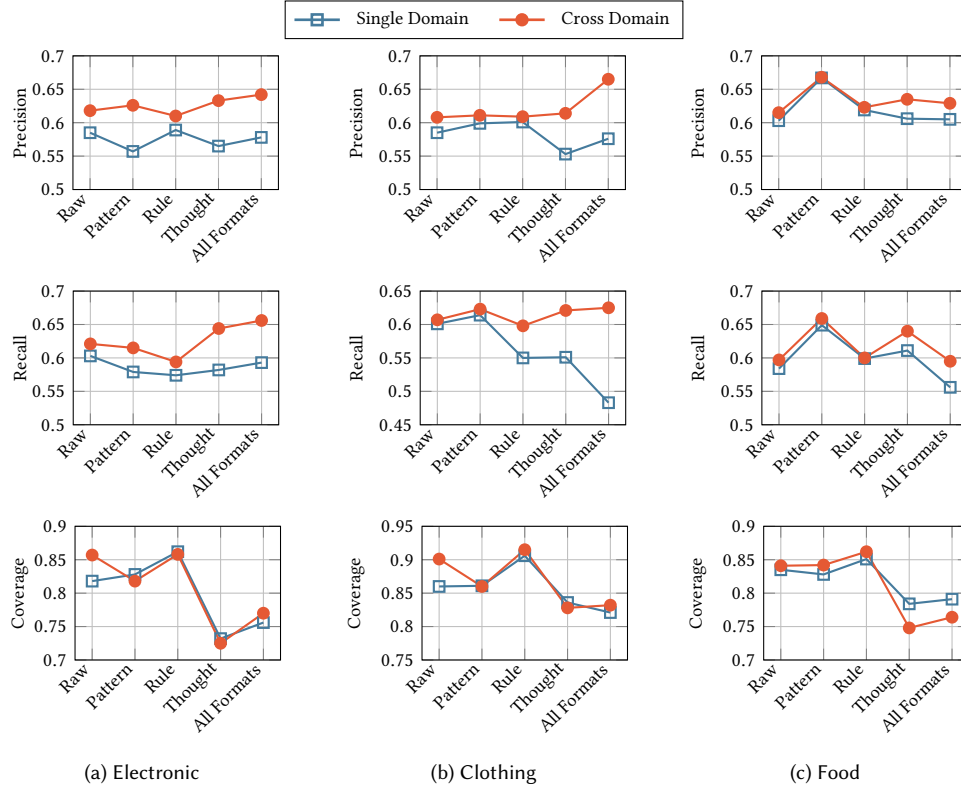 Single Domain Cross Domain
0.7
0.65
0.6
0.55
0.5
Precision
Raw
Pattern
Rule
Thought
All Formats
0.7
0.65
0.6
0.55
0.5
Precision
Raw
Pattern
Rule
Thought
All Formats
0.7
0.65
0.6
0.55
0.5
Precision
Raw
Pattern
Rule
Thought
All Formats
0.7
0.65
0.6
0.55
0.5
Recall
Raw
Pattern
Rule
Thought
All Formats
0.65
0.6
0.55
0.5
0.45
Recall
Raw
Pattern
Rule
Thought
All Formats
0.7
0.65
0.6
0.55
0.5
Recall
Raw
Pattern
Rule
Thought
All Formats
0.9
0.85
0.8
0.75
0.7
Coverage
Raw
Pattern
Rule
Thought
All Formats
0.95
0.9
0.85
0.8
0.75
Coverage
Raw
Pattern
Rule
Thought
All Formats
0.9
0.85
0.8
0.75
0.7
Coverage
Raw
Pattern
Rule
Thought
All Formats
(a) Electronic
(b) Clothing
(c) Food